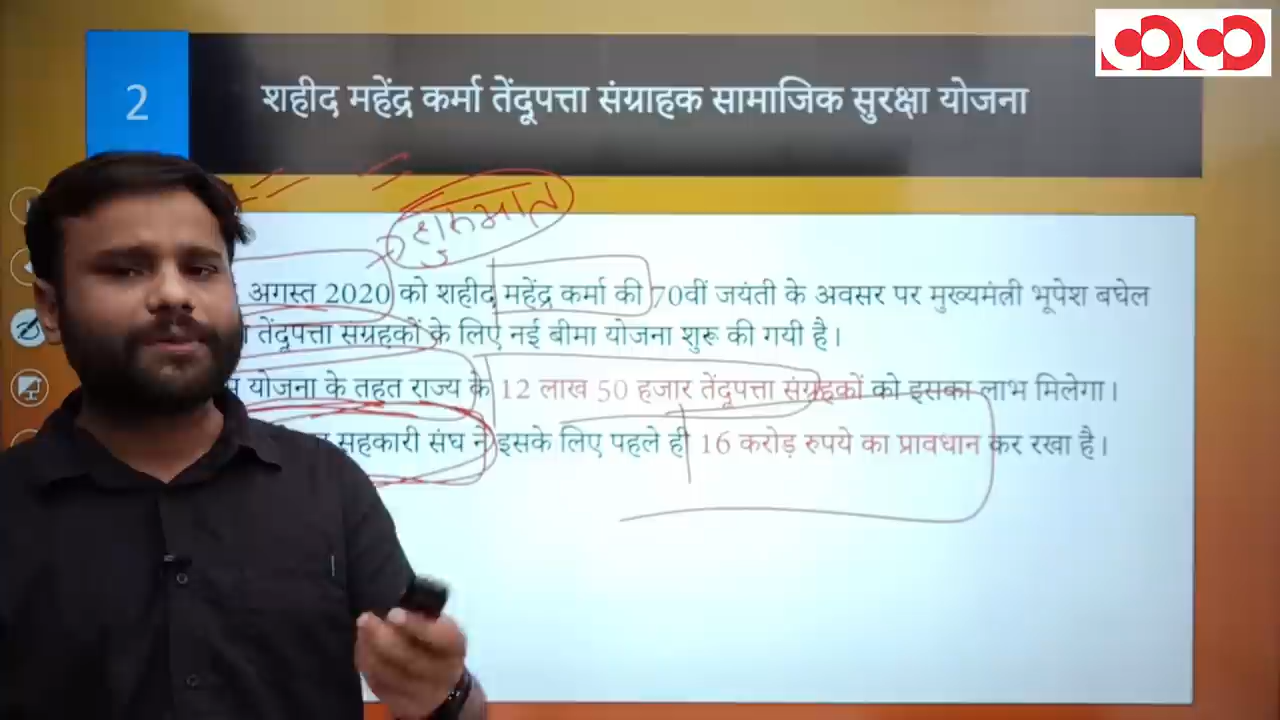 2
शहीद महेंद्र कर्मा तेंदूपत्ता संग्राहक सामाजिक सुरक्षा योजना
शुरुआत
अगस्त 2020 को शहीद महेंद्र कर्मा की 70वीं जयंती के अवसर पर मुख्यमंत्री भूपेश बघेल
तेंदूपत्ता संग्रहकों के लिए नई बीमा योजना शुरू की गयी है।
योजना के तहत राज्य के 12 लाख 50 हजार तेंदूपत्ता संग्रहकों को इसका लाभ मिलेगा।
सहकारी संघ ने इसके लिए पहले ही 16 करोड़ रुपये का प्रावधान कर रखा है।